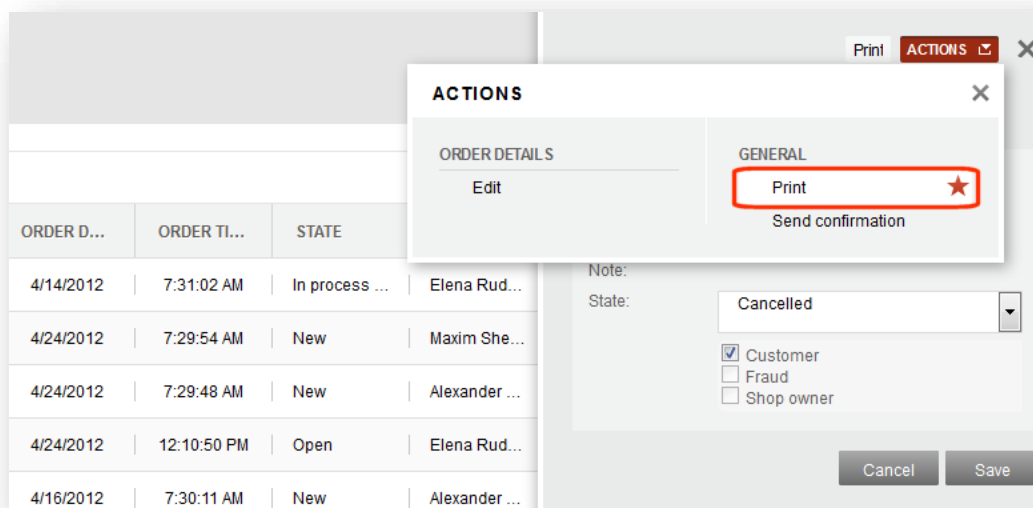 Print ACTIONS
ACTIONS
ORDER DETAILS
GENERAL
Edit
Print
Send confirmation
ORDER D... ORDER TI... STATE
4/14/2012 7:31:02 AM In process ... Elena Rud...
4/24/2012 7:29:54 AM New Maxim She...
4/24/2012 7:29:48 AM New Alexander ...
4/24/2012 12:10:50 PM Open Elena Rud...
4/16/2012 7:30:11 AM New Alexander ...
Note:
State: Cancelled
Customer
Fraud
Shop owner
Cancel Save